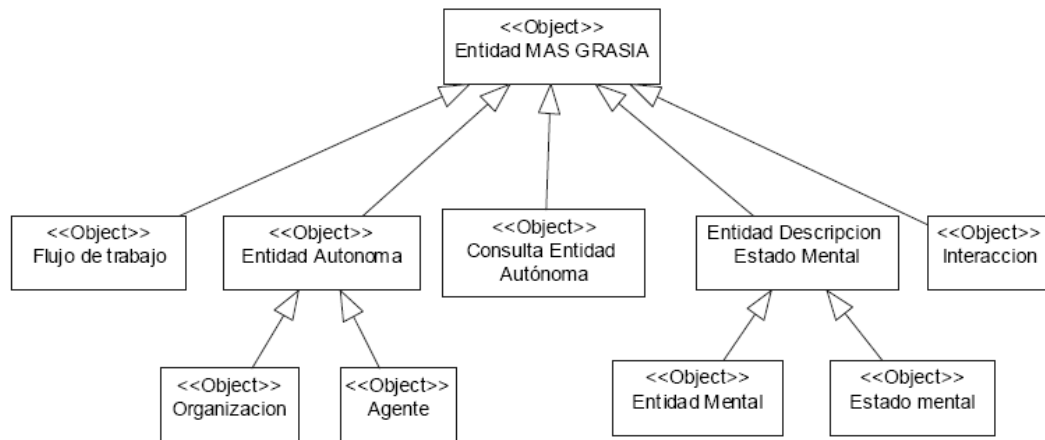 <<Object>>
Entidad MAS GRASIA
<<Object>>
Flujo de trabajo
<<Object>>
Entidad Autonoma
<<Object>>
Consulta Entidad
Autónoma
Entidad Descripcion
Estado Mental
<<Object>>
Interaccion
<<Object>>
Organizacion
<<Object>>
Agente
<<Object>>
Entidad Mental
<<Object>>
Estado mental